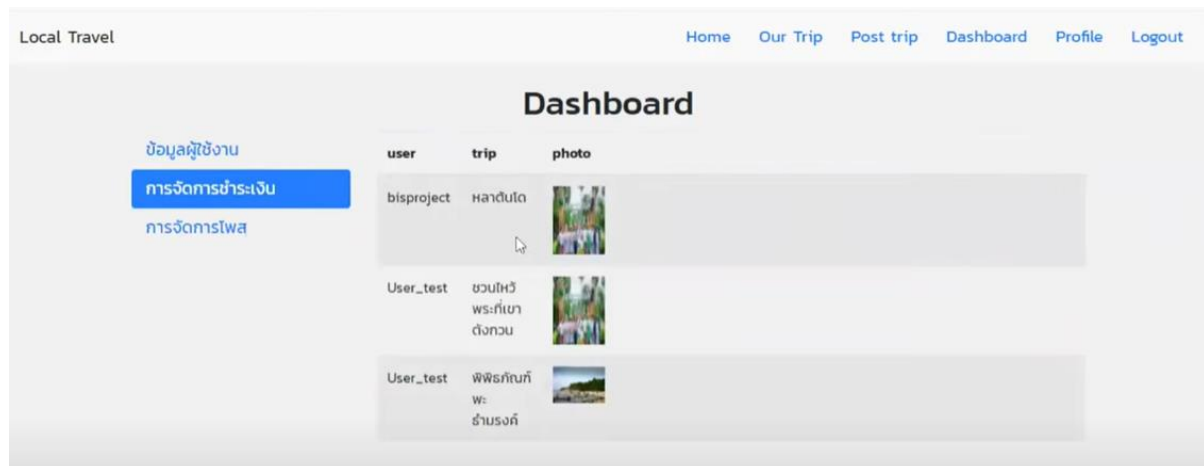 Local Travel
Home Our Trip Post trip Dashboard Profile Logout
Dashboard
ข้อมูลผู้ใช้งาน
การจัดการชำระเงิน
การจัดการโพส
user trip photo
bisproject หลาตันโต
User_test ชวนไหว้
พระที่เขา
ตังกวน
User_test พิพิธภัณฑ์
พะ
ธำมรงค์